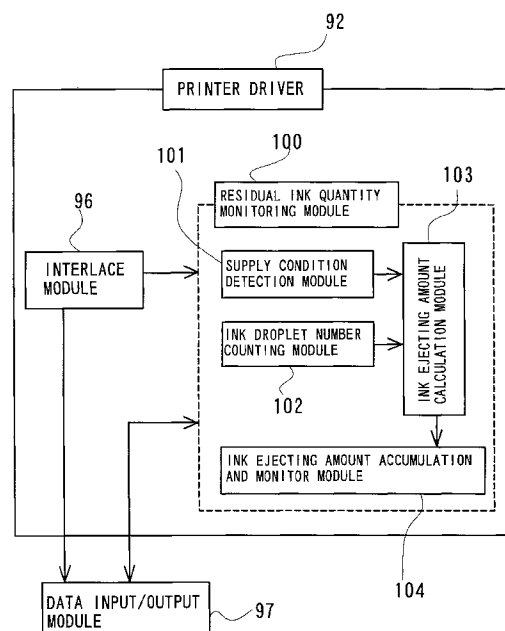 92
PRINTER DRIVER
100
101
103
96
RESIDUAL INK QUANTITY
MONITORING MODULE
INTERLACE
MODULE
SUPPLY CONDITION
DETECTION MODULE
INK DROPLET NUMBER
COUNTING MODULE
102
INK EJECTING AMOUNT
CALCULATION MODULE
INK EJECTING AMOUNT ACCUMULATION
AND MONITOR MODULE
104
DATA INPUT/OUTPUT
MODULE
97